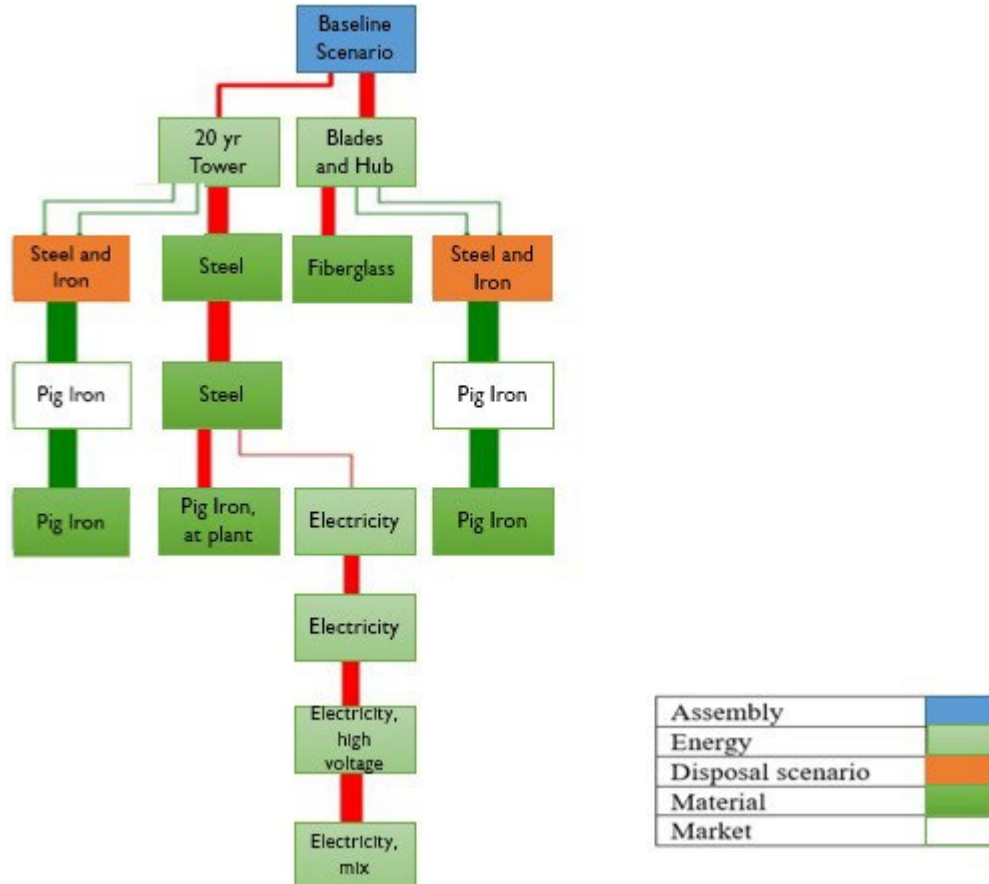 Baseline
Scenario
20 yr
Tower
Blades
and Hub
Steel and
Iron
Steel
Fiberglass
Steel and
Iron
Pig Iron
Steel
Pig Iron
Pig Iron
Pig Iron,
at plant
Electricity
Pig Iron
Electricity
Electricity,
high
voltage
Electricity,
mix
Assembly
Energy
Disposal scenario
Material
Market